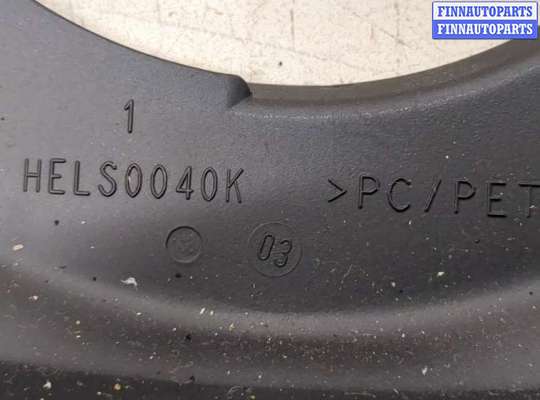 FINNAUTOPARTS
FINNAUTOPARTS
1
HELS0040K >PC/PET
03